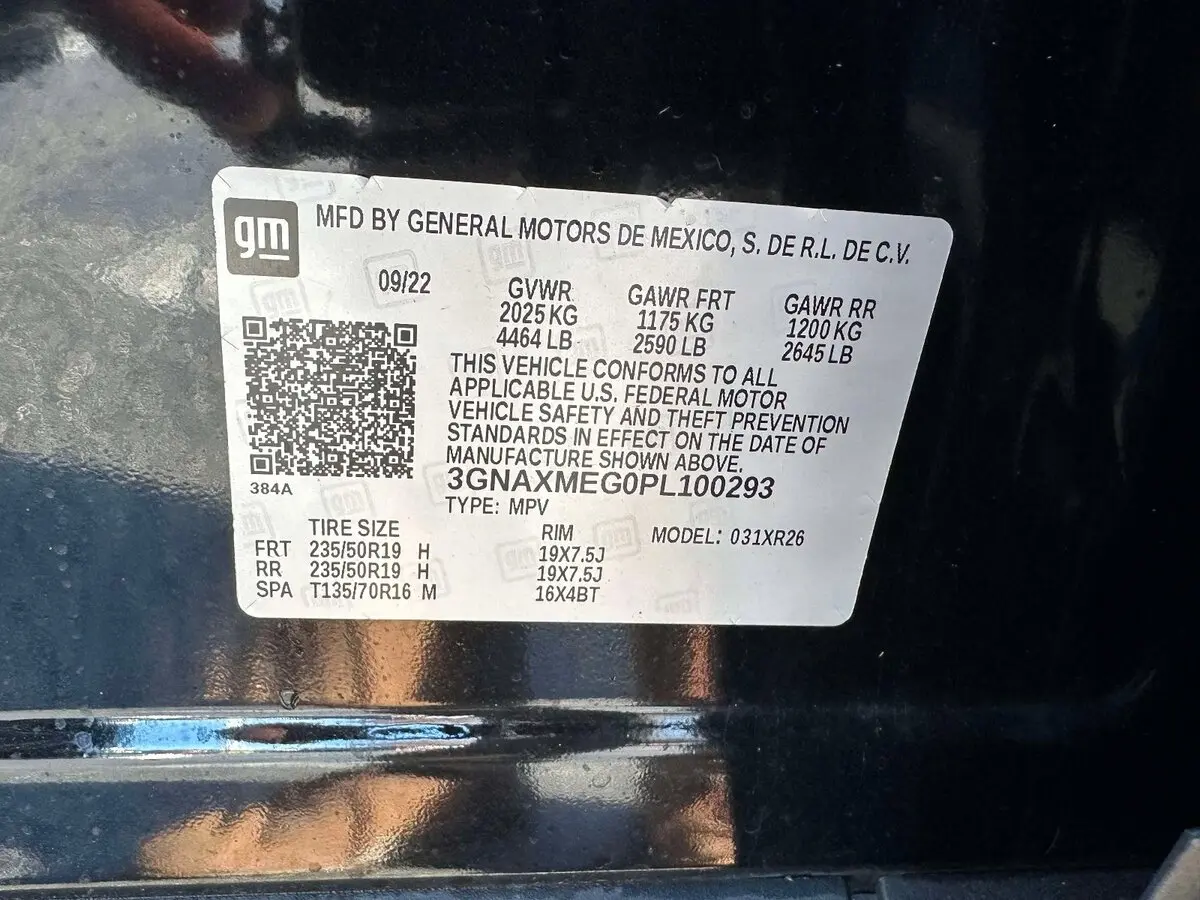 gm
MFD BY GENERAL MOTORS DE MEXICO, S. DE R.L. DE C.V.
09/22
GVWR GAWR FRT GAWR RR
2025 KG 1175 KG 1200 KG
4464 LB 2590 LB 2645 LB
THIS VEHICLE CONFORMS TO ALL
APPLICABLE U.S. FEDERAL MOTOR
VEHICLE SAFETY AND THEFT PREVENTION
STANDARDS IN EFFECT ON THE DATE OF
MANUFACTURE SHOWN ABOVE.
3GNAXMEG0PL100293
384A
TYPE: MPV
TIRE SIZE RIM MODEL: 031XR26
FRT 235/50R19 H 19X7.5J
RR 235/50R19 H 19X7.5J
SPA T135/70R16 M 16X4BT